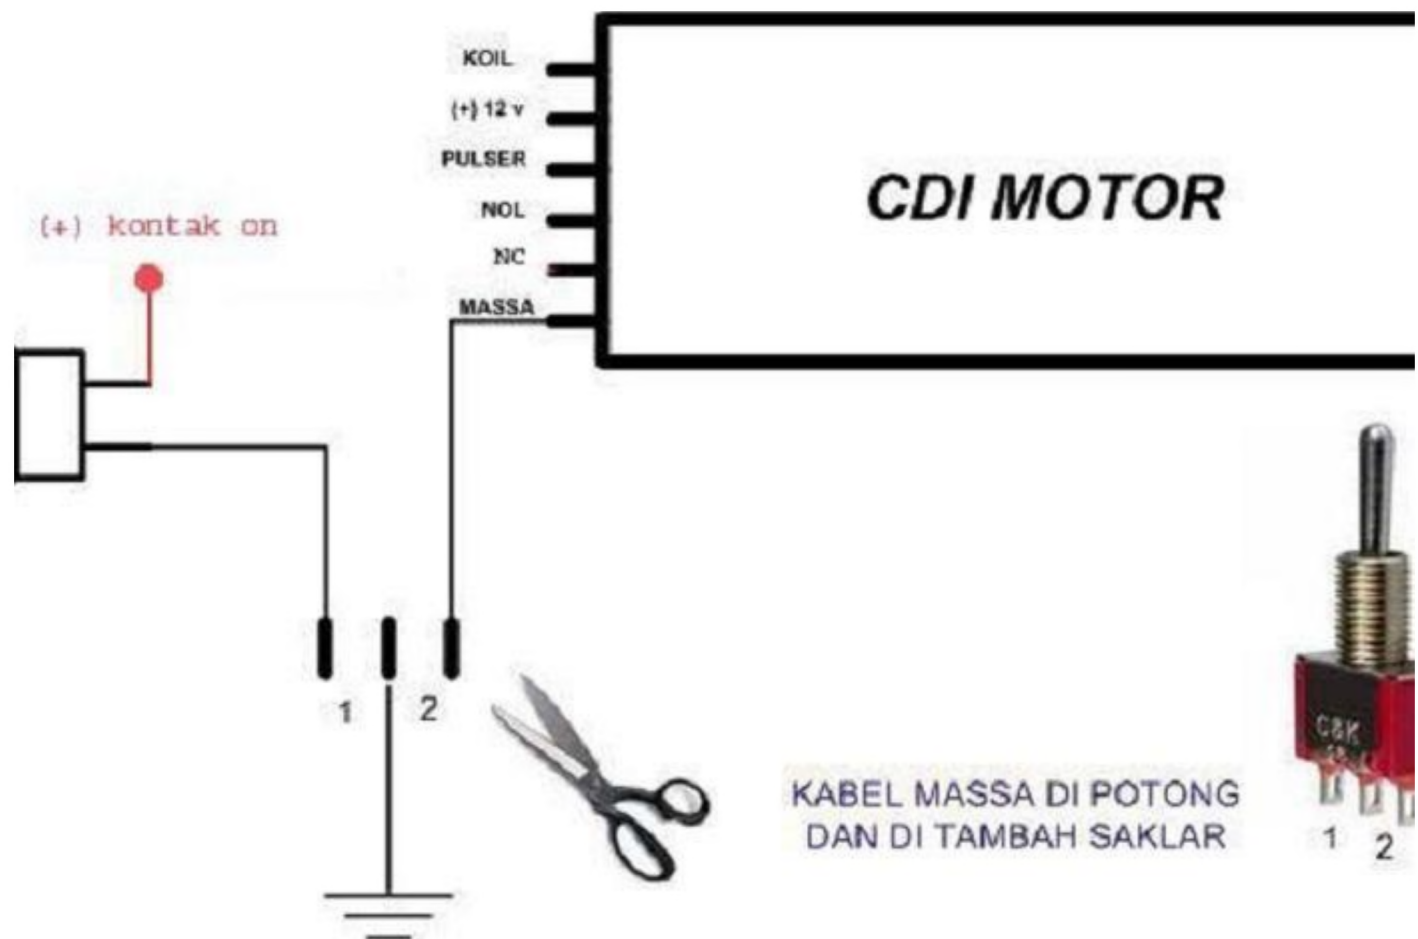 KOIL
(+) 12 v
PULSER
NOL
NC
MASSA
CDI MOTOR
(+) kontak on
1
2
KABEL MASSA DI POTONG
DAN DI TAMBAH SAKLAR
C&K
1
2